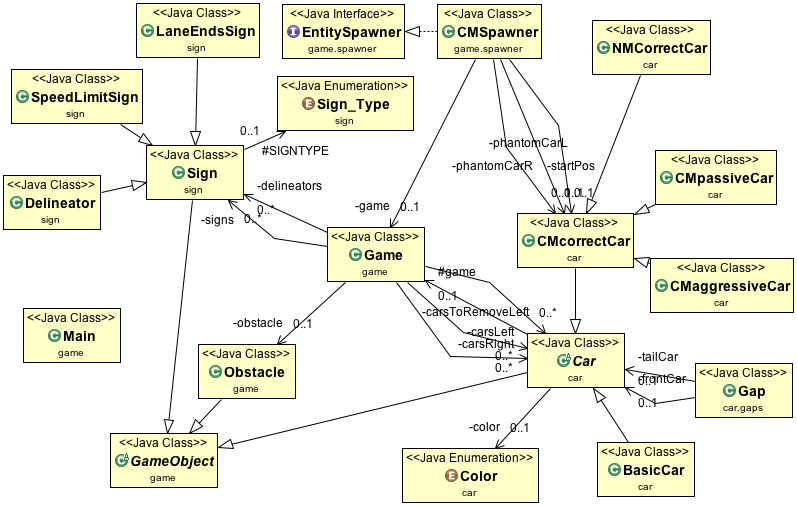 <<Java Class>>
LaneEndsSign
sign
<<Java Interface>>
EntitySpawner
game.spawner
<<Java Class>>
CMSpawner
game.spawner
<<Java Class>>
NMCorrectCar
car
<<Java Class>>
SpeedLimitSign
sign
<<Java Enumeration>>
Sign_Type
sign
0..1
#SIGNTYPE
<<Java Class>>
Sign
sign
-phantomCarL
-phantomCarR
-startPos
<<Java Class>>
CMpassiveCar
car
<<Java Class>>
Delineator
sign
-delineators
0..*
-signs
0..*
-game
0..1
0..1
0..1
0..1
<<Java Class>>
CMcorrectCar
car
<<Java Class>>
Game
game
<<Java Class>>
CMaggressiveCar
car
#game
0..1
-carsToRemoveLeft
0..*
-carsLeft
0..*
-carsRight
0..*
<<Java Class>>
Main
game
-obstacle
0..1
<<Java Class>>
Obstacle
game
<<Java Class>>
Car
car
-tailCar
0..1
-frontCar
0..1
<<Java Class>>
Gap
car.gaps
<<Java Class>>
GameObject
game
-color
0..1
<<Java Enumeration>>
Color
car
<<Java Class>>
BasicCar
car